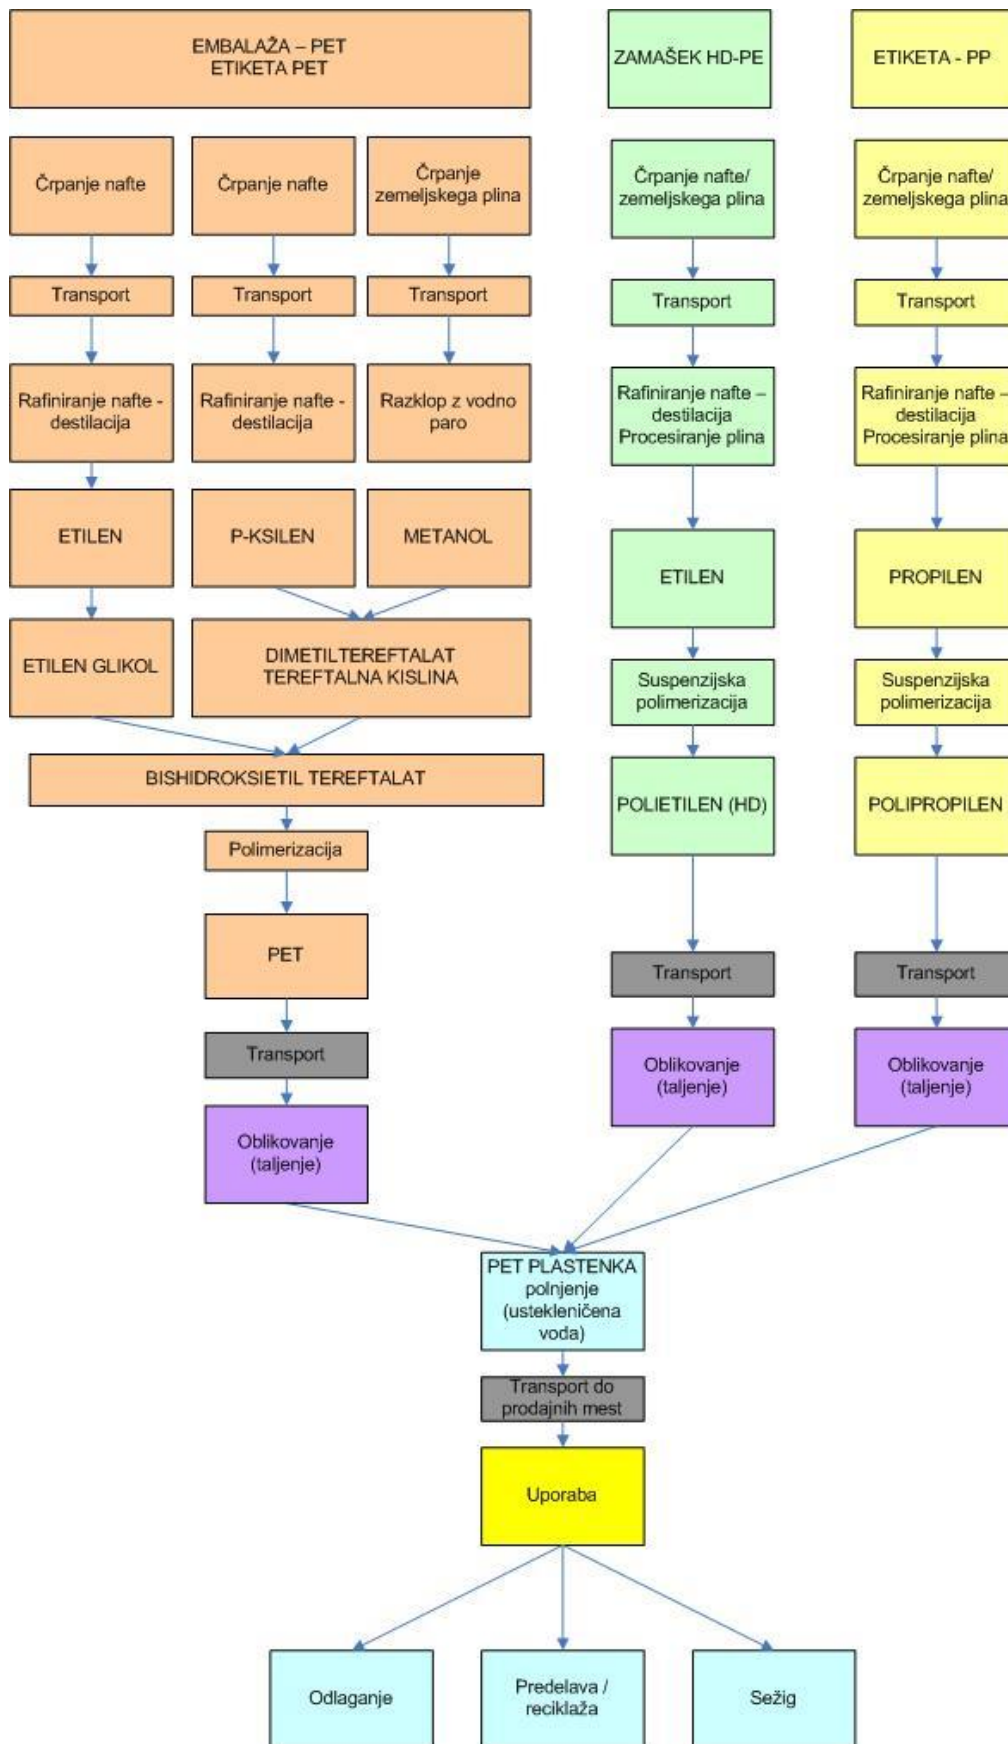 EMBALAŽA – PET
ETIKETA PET
ZAMAŠEK HD-PE
ETIKETA - PP
Črpanje nafte
Črpanje nafte
Črpanje
zemeljskega plina
Črpanje nafte/
zemeljskega plina
Črpanje nafte/
zemeljskega plina
Transport
Transport
Transport
Transport
Transport
Rafiniranje nafte -
destilacija
Rafiniranje nafte -
destilacija
Razklop z vodno
paro
Rafiniranje nafte –
destilacija
Procesiranje plina
Rafiniranje nafte –
destilacija
Procesiranje plina
ETILEN
P-KSILEN
METANOL
ETILEN
PROPILEN
ETILEN GLIKOL
DIMETILTEREFTALAT
TEREFTALNA KISLINA
Suspenzijska
polimerizacija
Suspenzijska
polimerizacija
BISHIDROKSIETIL TEREFTALAT
POLIETILEN (HD)
POLIPROPILEN
Polimerizacija
PET
Transport
Transport
Transport
Oblikovanje
(taljenje)
Oblikovanje
(taljenje)
Oblikovanje
(taljenje)
PET PLASTENKA
polnjenje
(ustekleničena
voda)
Transport do
prodajnih mest
Uporaba
Odlaganje
Predelava /
reciklaža
Sežig